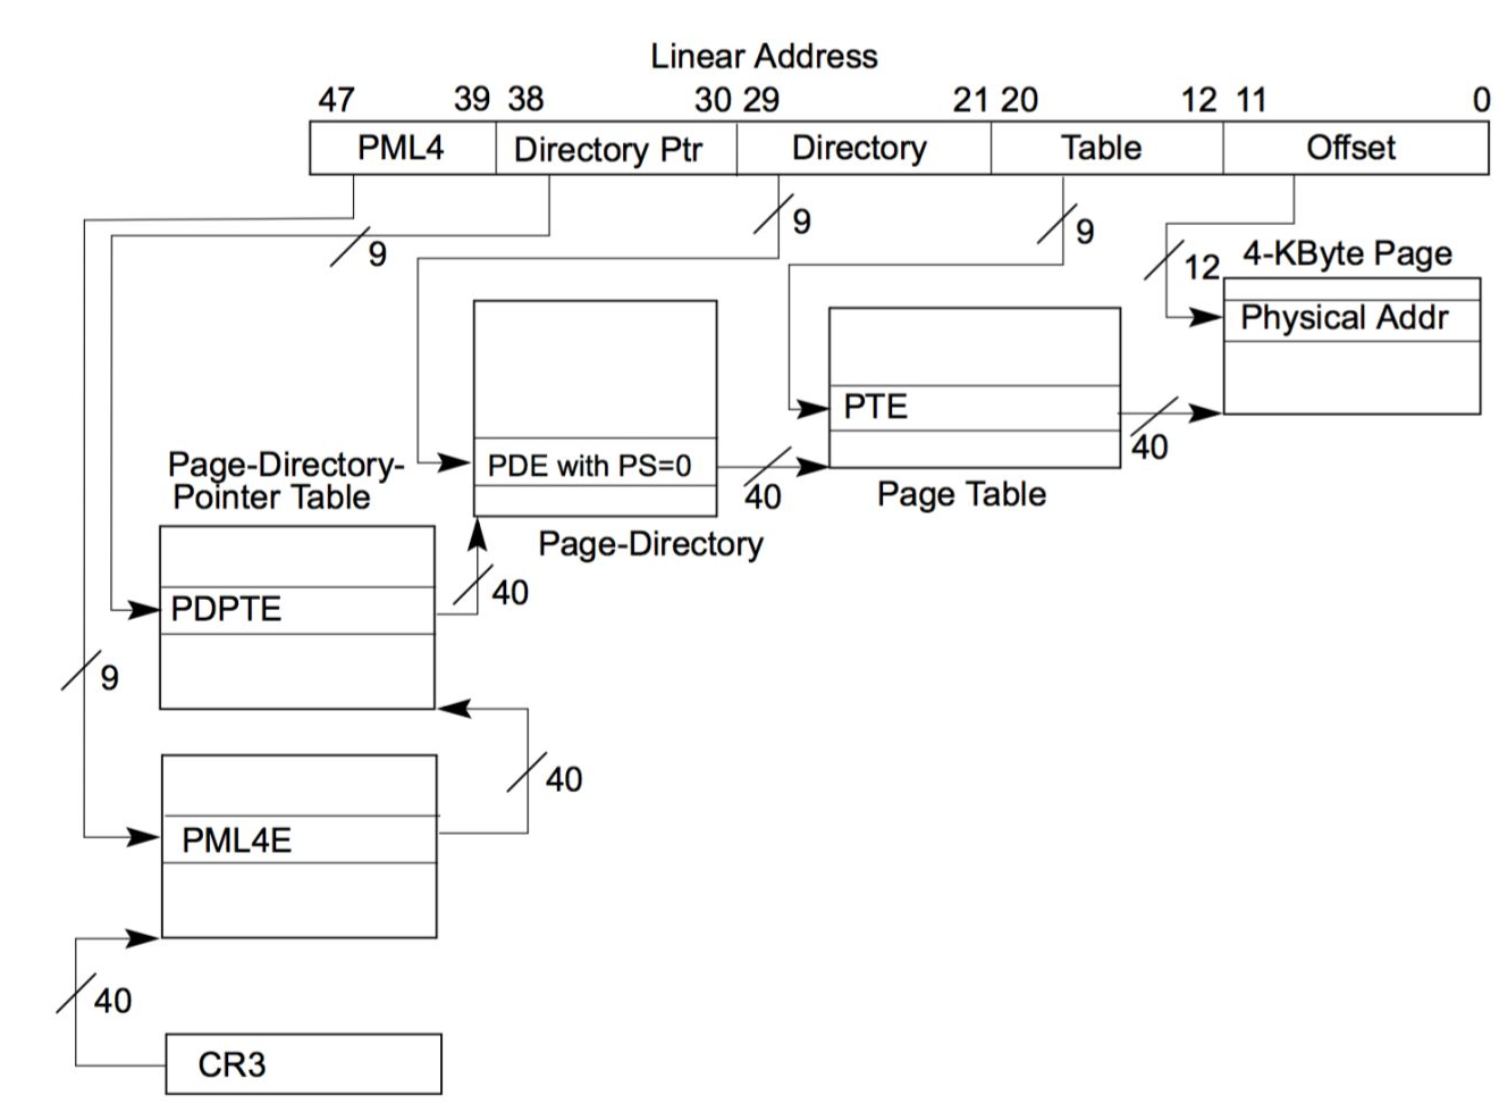 Linear Address
47 39 38 30 29 21 20 12 11 0
PML4 Directory Ptr Directory Table Offset
9
9
9
12
4-KByte Page
Physical Addr
PTE
40
Page Table
Page-Directory-
Pointer Table
PDE with PS=0
40
Page-Directory
PDPTE
40
9
40
PML4E
40
CR3